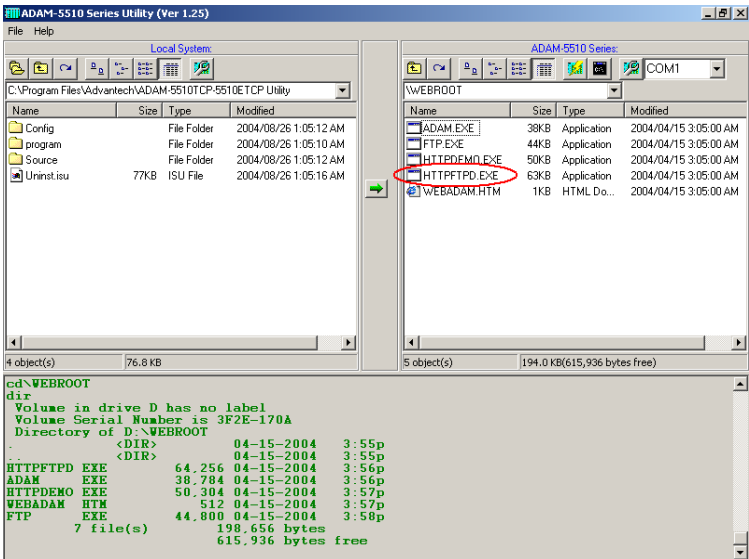 ADAM-5510 Series Utility (Ver 1.25)
File Help
Local System:
C:\Program Files\Advantech\ADAM-5510TCP-5510ETCP Utility
Name Size Type Modified
Config File Folder 2004/08/26 1:05:12 AM
program File Folder 2004/08/26 1:05:10 AM
Source File Folder 2004/08/26 1:05:12 AM
Uninst.isu 77KB ISU File 2004/08/26 1:05:16 AM
4 object(s) 76.8 KB
ADAM-5510 Series:
COM1
\WEBROOT
Name Size Type Modified
ADAM.EXE 38KB Application 2004/04/15 3:05:00 AM
FTP.EXE 44KB Application 2004/04/15 3:05:00 AM
HTTPDEMO.EXE 50KB Application 2004/04/15 3:05:00 AM
HTTPFTPD.EXE 63KB Application 2004/04/15 3:05:00 AM
WEBADAM.HTM 1KB HTML Do... 2004/04/15 3:05:00 AM
5 object(s) 194.0 KB(615,936 bytes free)
cd\WEBROOT
dir
Volume in drive D has no label
Volume Serial Number is 3F2E-170A
Directory of D:\WEBROOT
. <DIR> 04-15-2004 3:55p
.. <DIR> 04-15-2004 3:55p
HTTPFTPD EXE 64,256 04-15-2004 3:56p
ADAM EXE 38,784 04-15-2004 3:56p
HTTPDEMO EXE 50,304 04-15-2004 3:57p
WEBADAM HTM 512 04-15-2004 3:57p
FTP EXE 44,800 04-15-2004 3:58p
7 file(s) 198,656 bytes
615,936 bytes free